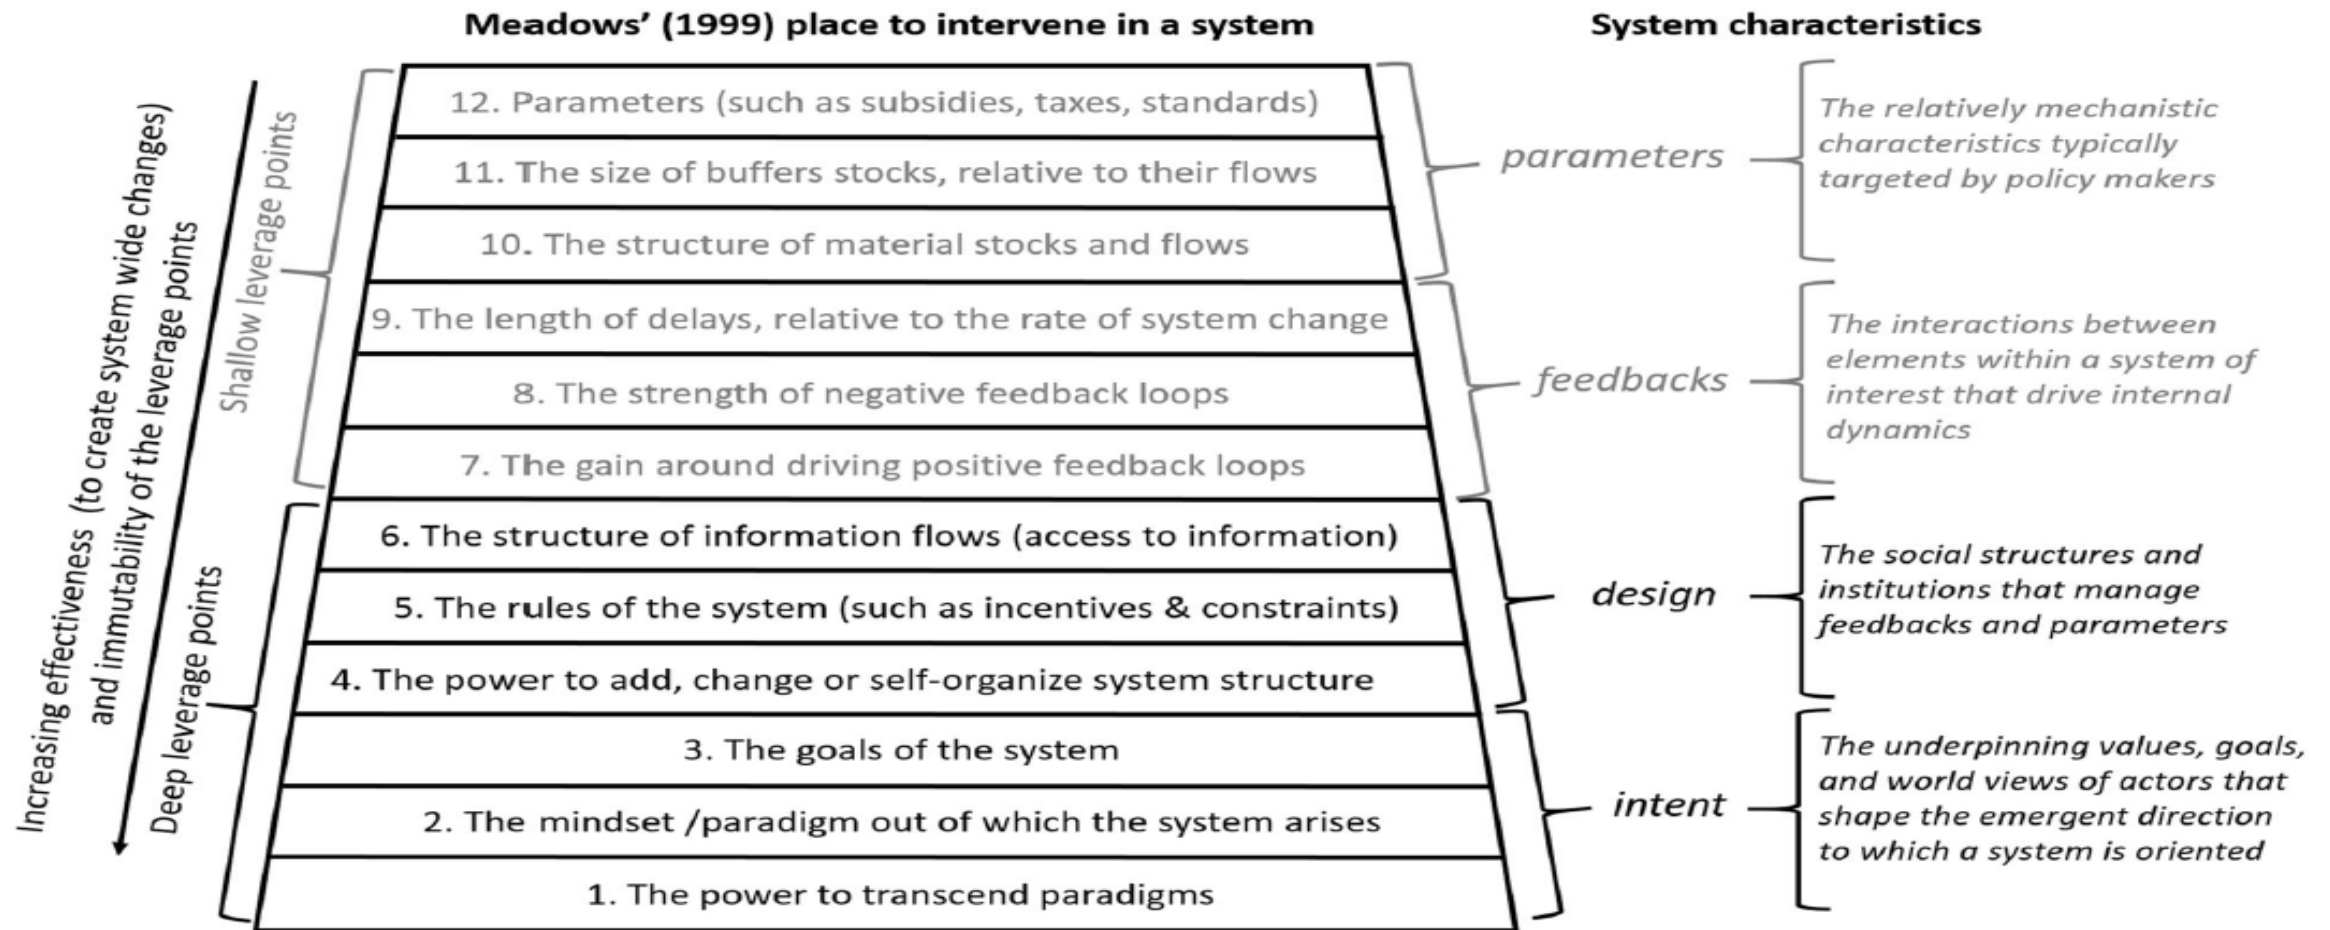 Meadows’ (1999) place to intervene in a system
System characteristics
Increasing effectiveness (to create system wide changes)
and immutability of the leverage points
Shallow leverage points
Deep leverage points
12. Parameters (such as subsidies, taxes, standards)
11. The size of buffers stocks, relative to their flows
10. The structure of material stocks and flows
9. The length of delays, relative to the rate of system change
8. The strength of negative feedback loops
7. The gain around driving positive feedback loops
6. The structure of information flows (access to information)
5. The rules of the system (such as incentives & constraints)
4. The power to add, change or self-organize system structure
3. The goals of the system
2. The mindset /paradigm out of which the system arises
1. The power to transcend paradigms
parameters
The relatively mechanistic
characteristics typically
targeted by policy makers
feedbacks
The interactions between
elements within a system of
interest that drive internal
dynamics
design
The social structures and
institutions that manage
feedbacks and parameters
intent
The underpinning values, goals,
and world views of actors that
shape the emergent direction
to which a system is oriented